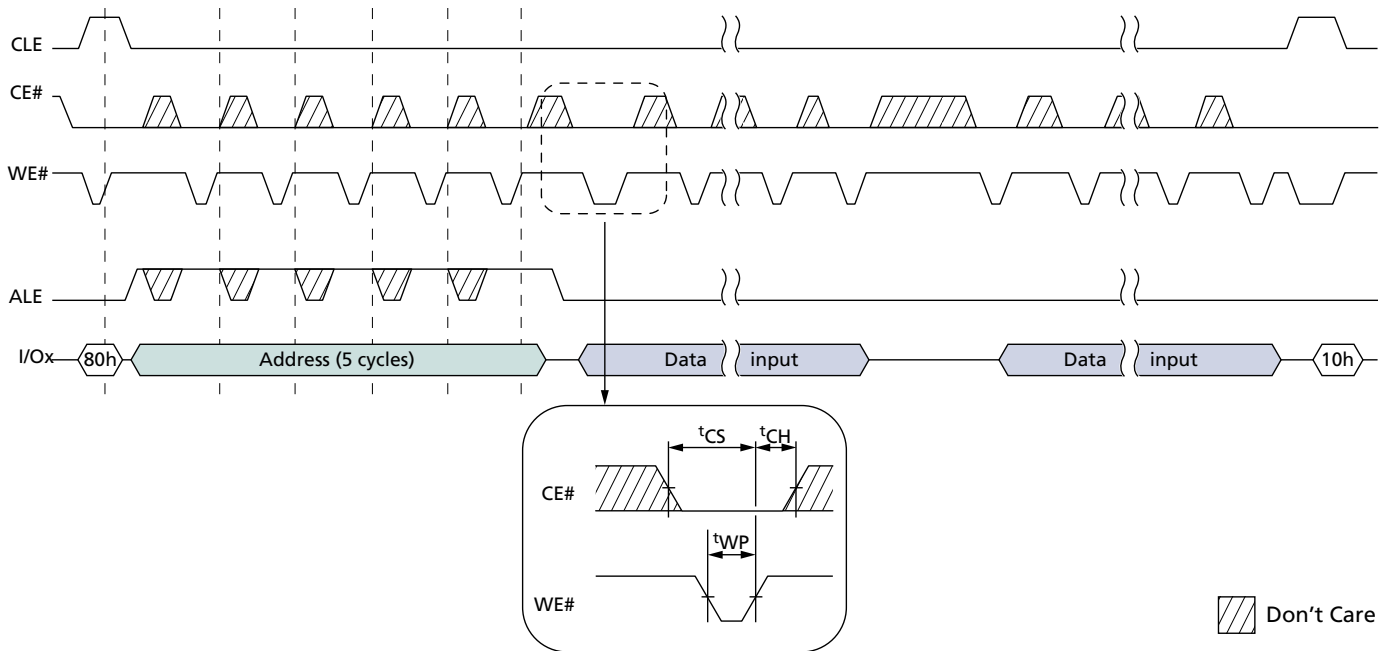 CLE
CE#
WE#
ALE
I/Ox
80h
Address (5 cycles)
Data input
Data input
10h
tCS
tCH
CE#
tWP
WE#
Don't Care